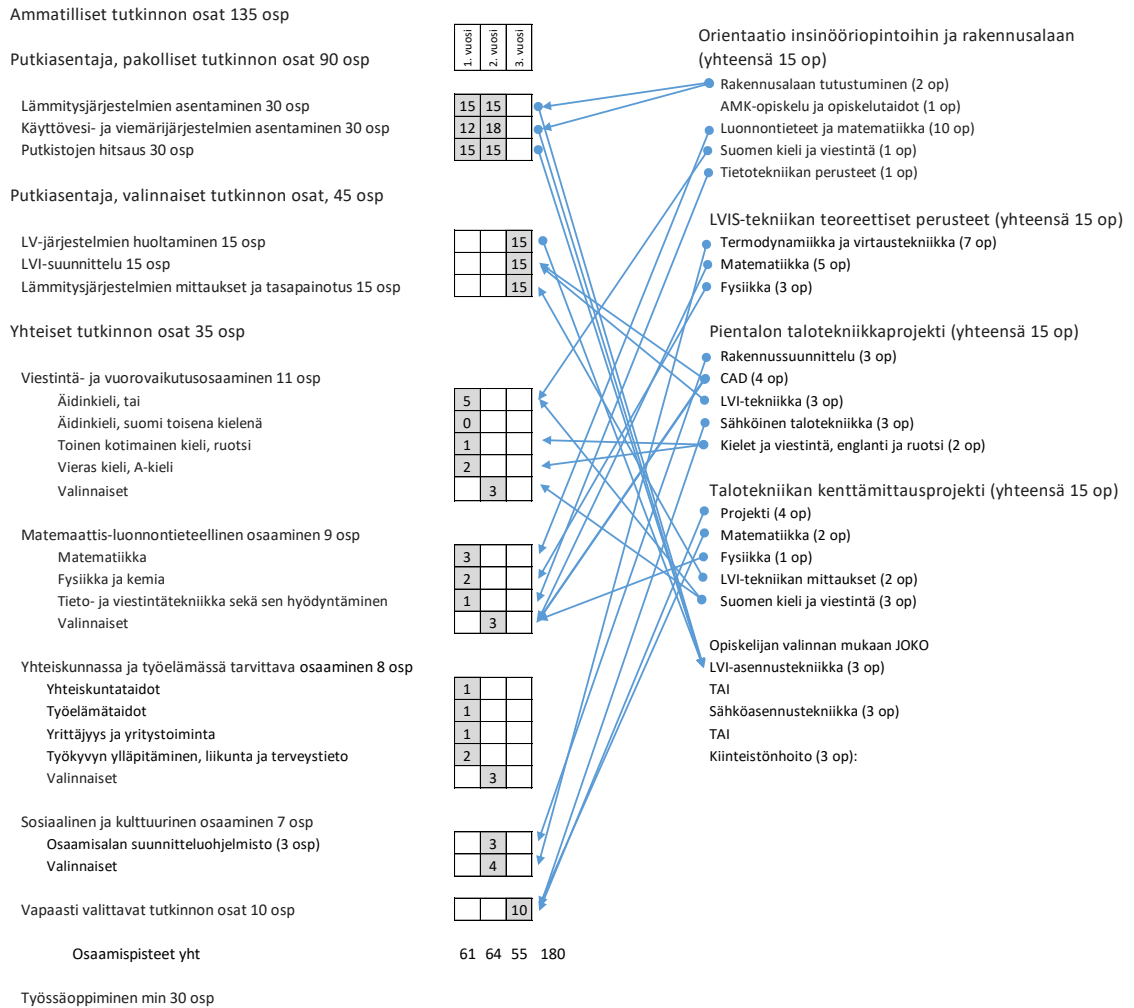 Ammatilliset tutkinnon osat 135 osp
1. vuosi
2. vuosi
3. vuosi
Putkiasentaja, pakolliset tutkinnon osat 90 osp
Lämmitysjärjestelmien asentaminen 30 osp 15 15
Käyttövesi- ja viemärijärjestelmien asentaminen 30 osp 12 18
Putkistojen hitsaus 30 osp 15 15
Putkiasentaja, valinnaiset tutkinnon osat, 45 osp
LV-järjestelmien huoltaminen 15 osp 15
LVI-suunnittelu 15 osp 15
Lämmitysjärjestelmien mittaukset ja tasapainotus 15 osp 15
Yhteiset tutkinnon osat 35 osp
Viestintä- ja vuorovaikutusosaaminen 11 osp
Äidinkieli, tai 5
Äidinkieli, suomi toisena kielenä 0
Toinen kotimainen kieli, ruotsi 1
Vieras kieli, A-kieli 2
Valinnaiset 3
Matemaattis-luonnontieteellinen osaaminen 9 osp
Matematiikka 3
Fysiikka ja kemia 2
Tieto- ja viestintätekniikka sekä sen hyödyntäminen 1
Valinnaiset 3
Yhteiskunnassa ja työelämässä tarvittava osaaminen 8 osp
Yhteiskuntataidot 1
Työelämätaidot 1
Yrittäjyys ja yritystoiminta 1
Työkyvyn ylläpitäminen, liikunta ja terveystieto 2
Valinnaiset 3
Sosiaalinen ja kulttuurinen osaaminen 7 osp
Osaamisalan suunnitteluohjelmisto (3 osp) 3
Valinnaiset 4
Vapaasti valittavat tutkinnon osat 10 osp 10
Osaamispisteet yht 61 64 55 180
Työssäoppiminen min 30 osp
Orientaatio insinööriopintoihin ja rakennusalaan
(yhteensä 15 op)
Rakennusalaan tutustuminen (2 op)
AMK-opiskelu ja opiskelutaidot (1 op)
Luonnontieteet ja matematiikka (10 op)
Suomen kieli ja viestintä (1 op)
Tietotekniikan perusteet (1 op)
LVIS-tekniikan teoreettiset perusteet (yhteensä 15 op)
Termodynamiikka ja virtaustekniikka (7 op)
Matematiikka (5 op)
Fysiikka (3 op)
Pientalon talotekniikkaprojekti (yhteensä 15 op)
Rakennussuunnittelu (3 op)
CAD (4 op)
LVI-tekniikka (3 op)
Sähköinen talotekniikka (3 op)
Kielet ja viestintä, englanti ja ruotsi (2 op)
Talotekniikan kenttämittausprojekti (yhteensä 15 op)
Projekti (4 op)
Matematiikka (2 op)
Fysiikka (1 op)
LVI-tekniikan mittaukset (2 op)
Suomen kieli ja viestintä (3 op)
Opiskelijan valinnan mukaan JOKO
LVI-asennustekniikka (3 op)
TAI
Sähköasennustekniikka (3 op)
TAI
Kiinteistönhoito (3 op):